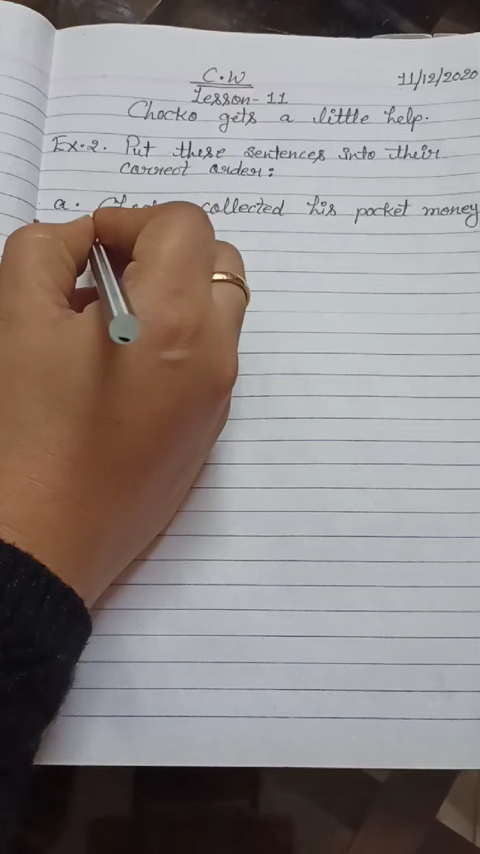 C.W
11/12/2020
Lesson-11
Chocko gets a little help.
Ex.2. Put these sentences into their
correct order:
a. collected his pocket money